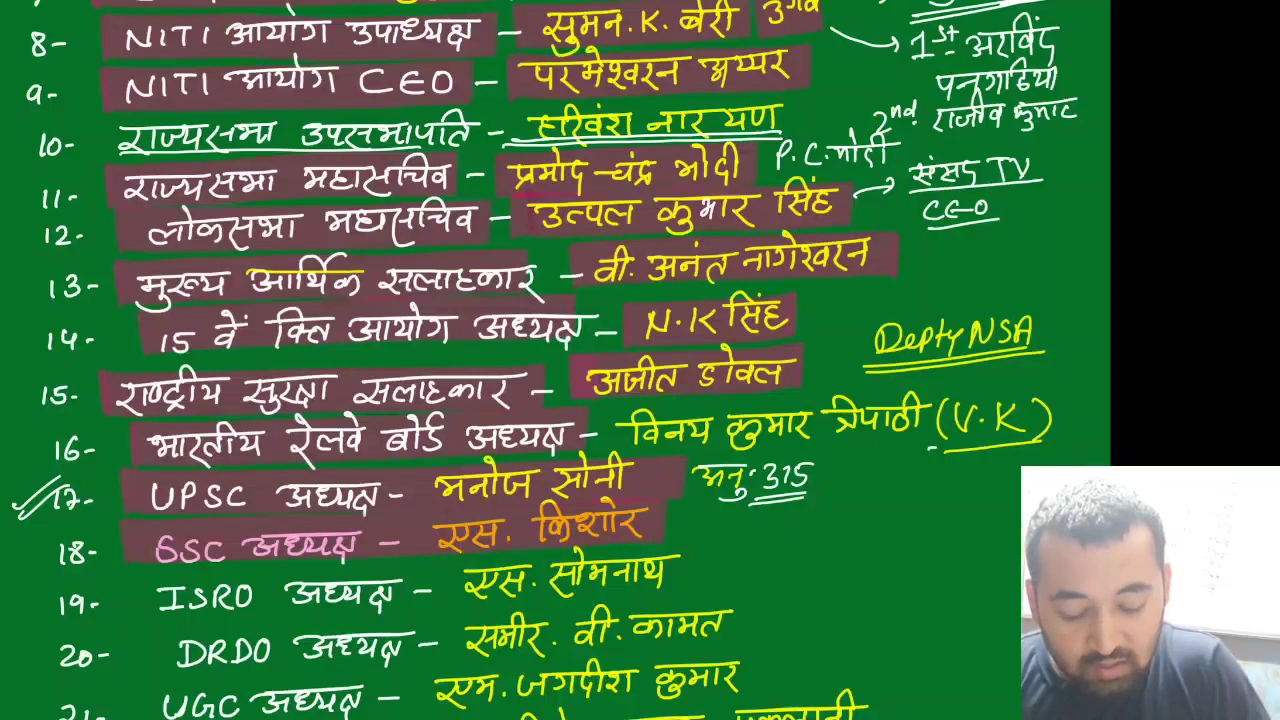 8- NITI आयोग उपाध्यक्ष - सुमन. K. बेरी
1st अरविंद
पनगढिया
9- NITI आयोग CEO - परमेश्वरन अय्यर
2nd राजीव कुमार
10- राज्यसभा उपसभापति - हरिवंश नारायण
11- राज्यसभा महासचिव - प्रमोद-चंद्र मोदी P.C. मोदी
संसद TV
CEO
12- लोकसभा महासचिव - उत्पल कुमार सिंह
13- मुख्य आर्थिक सलाहकार - वी. अनंत नागेश्वरन
14- 15 वें वित्त आयोग अध्यक्ष - N.K सिंह
Depty NSA
15- राष्ट्रीय सुरक्षा सलाहकार - अजीत डोवल
16- भारतीय रेलवे बोर्ड अध्यक्ष - विनय कुमार त्रिपाठी (V.K)
17- UPSC अध्यक्ष - मनोज सोनी अनु. 315
18- SSC अध्यक्ष - एस. किशोर
19- ISRO अध्यक्ष - एस. सोमनाथ
20- DRDO अध्यक्ष - समीर. वी. कामत
21- UGC अध्यक्ष - एम. जगदीश कुमार